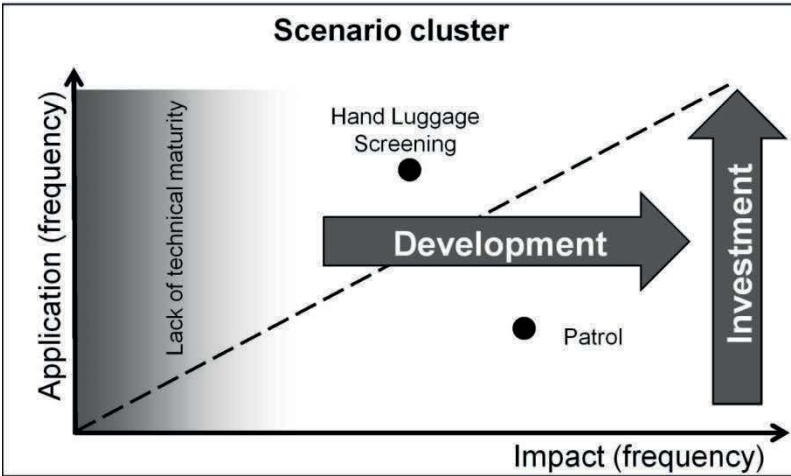 Scenario cluster
Application (frequency)
Lack of technical maturity
Hand Luggage
Screening
Development
Investment
Patrol
Impact (frequency)